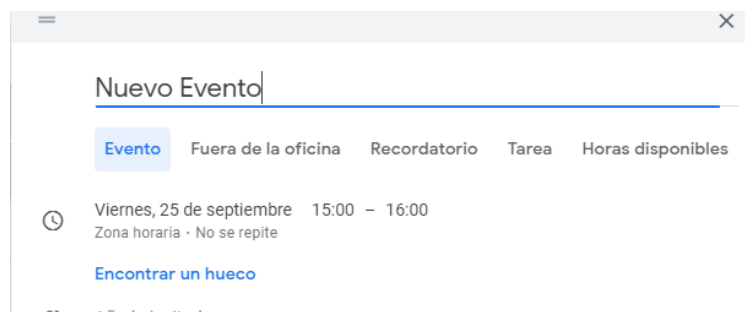 Nuevo Evento
Evento Fuera de la oficina Recordatorio Tarea Horas disponibles
Viernes, 25 de septiembre 15:00 – 16:00
Zona horaria · No se repite
Encontrar un hueco